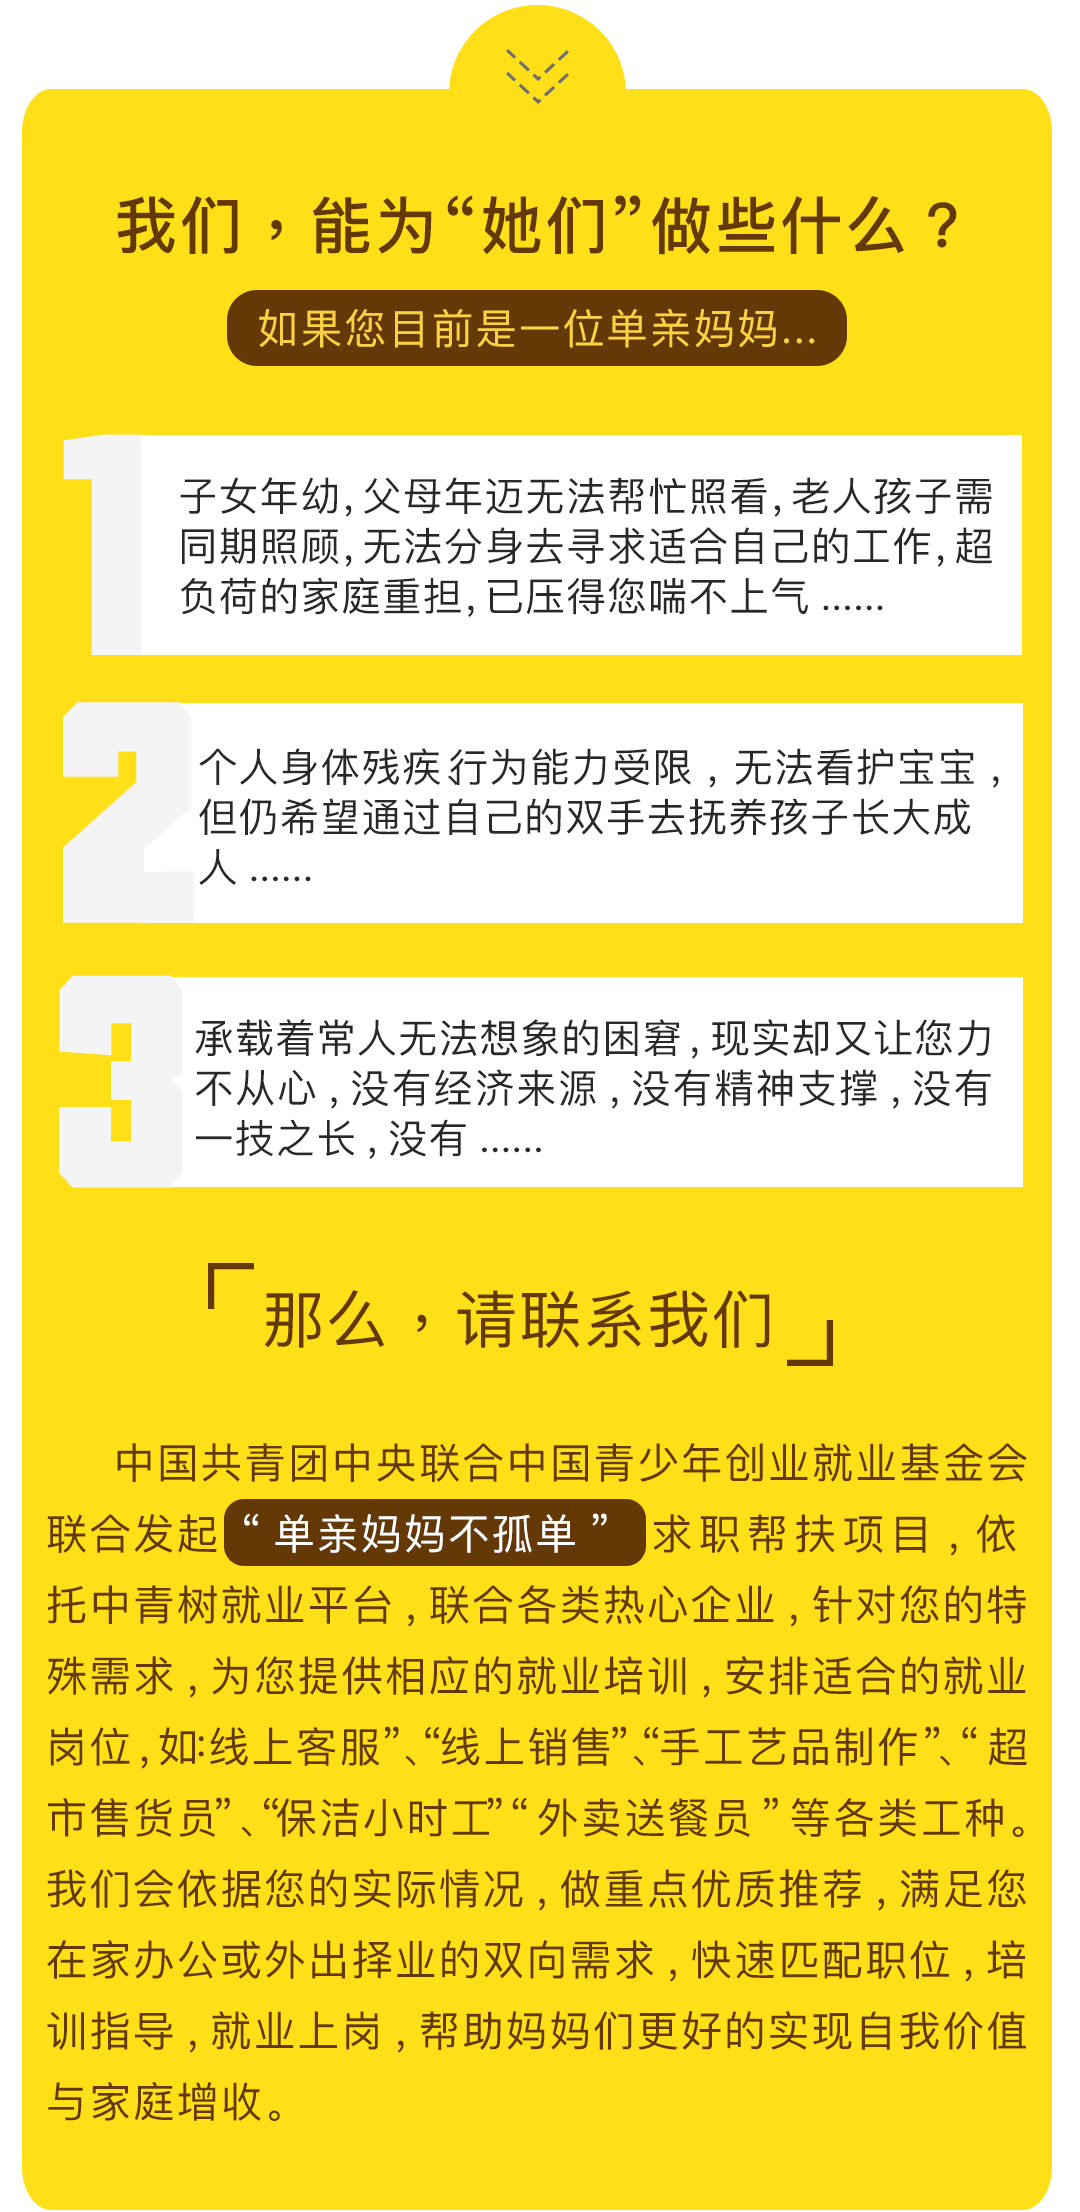 我们，能为“她们”做些什么？
如果您目前是一位单亲妈妈...
1
子女年幼,父母年迈无法帮忙照看,老人孩子需
同期照顾,无法分身去寻求适合自己的工作,超
负荷的家庭重担,已压得您喘不上气 ......
2
个人身体残疾,行为能力受限，无法看护宝宝，
但仍希望通过自己的双手去抚养孩子长大成
人 ......
3
承载着常人无法想象的困窘,现实却又让您力
不从心,没有经济来源,没有精神支撑,没有
一技之长,没有 ......
「那么，请联系我们」
中国共青团中央联合中国青少年创业就业基金会
联合发起“ 单亲妈妈不孤单 ”求职帮扶项目,依
托中青树就业平台,联合各类热心企业,针对您的特
殊需求,为您提供相应的就业培训,安排适合的就业
岗位,如:“线上客服”、“线上销售”、“手工艺品制作”、“ 超
市售货员”、“保洁小时工”“ 外卖送餐员 ”等各类工种。
我们会依据您的实际情况,做重点优质推荐,满足您
在家办公或外出择业的双向需求,快速匹配职位,培
训指导,就业上岗,帮助妈妈们更好的实现自我价值
与家庭增收。